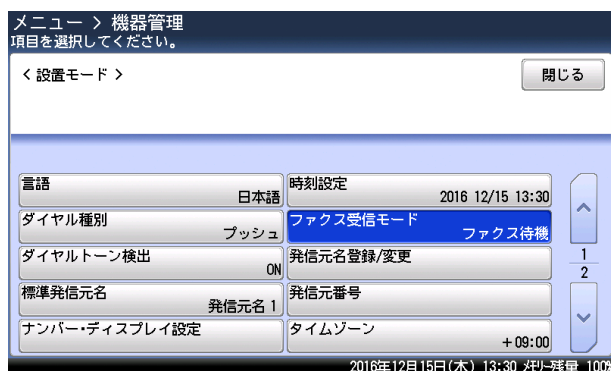 メニュー > 機器管理
項目を選択してください。
< 設置モード >
閉じる
言語
日本語
時刻設定
2016 12/15 13:30
ダイヤル種別
プッシュ
ファクス受信モード
ファクス待機
ダイヤルトーン検出
ON
発信元名登録/変更
1
2
標準発信元名
発信元名 1
発信元番号
ナンバー・ディスプレイ設定
タイムゾーン
+09:00
2016年12月15日(木) 13:30 メモリー残量 100%